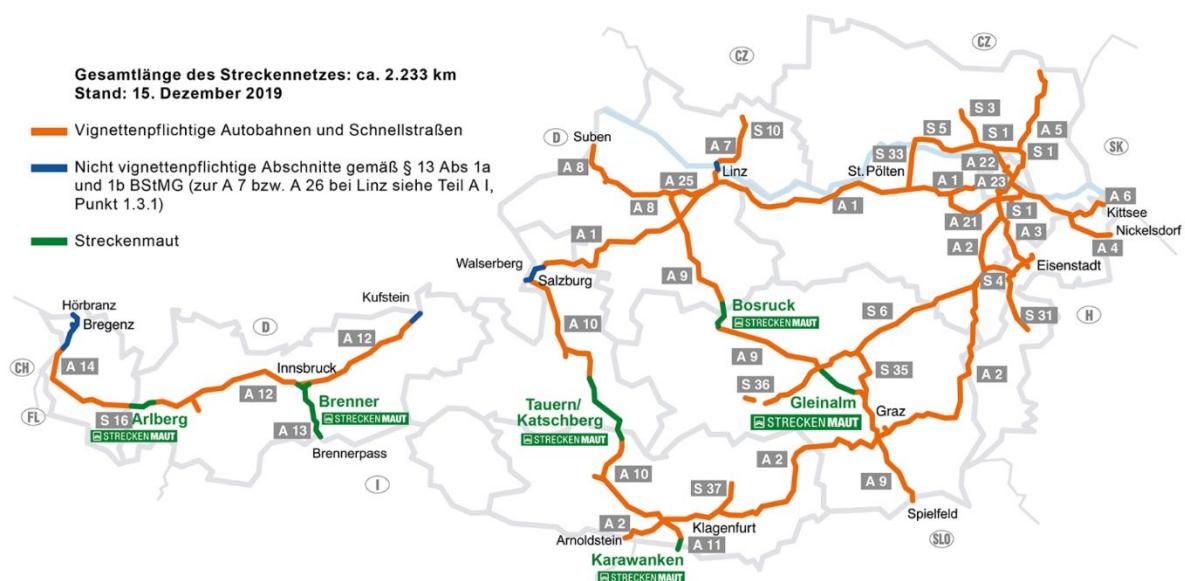 Gesamtlänge des Streckennetzes: ca. 2.233 km
Stand: 15. Dezember 2019
Vignettenpflichtige Autobahnen und Schnellstraßen
Nicht vignettenpflichtige Abschnitte gemäß § 13 Abs 1a
und 1b BStMG (zur A 7 bzw. A 26 bei Linz siehe Teil A I,
Punkt 1.3.1)
Streckenmaut
CZ
CZ
D
Suben
A 8
A 7
S 10
Linz
A 25
A 8
A 1
S 33
St.Pölten
S 5
S 3
S 1
A 5
S 1
SK
A 22
A 23
A 1
A 1
A 21
S 1
A 3
A 2
A 6
Kittsee
Nickelsdorf
A 4
Eisenstadt
S 4
S 31
H
Walserberg
Salzburg
A 9
A 10
Bosruck
STRECKENMAUT
S 6
A 9
S 36
S 35
Gleinalm
STRECKENMAUT
Graz
A 2
Hörbranz
Bregenz
CH
A 14
FL
S 16
Arlberg
STRECKENMAUT
D
Kufstein
A 12
Innsbruck
A 12
Brenner
STRECKENMAUT
A 13
Brennerpass
I
Tauern/
Katschberg
STRECKENMAUT
A 10
A 2
S 37
A 9
Spielfeld
SLO
A 2
Arnoldstein
Klagenfurt
A 11
Karawanken
STRECKENMAUT